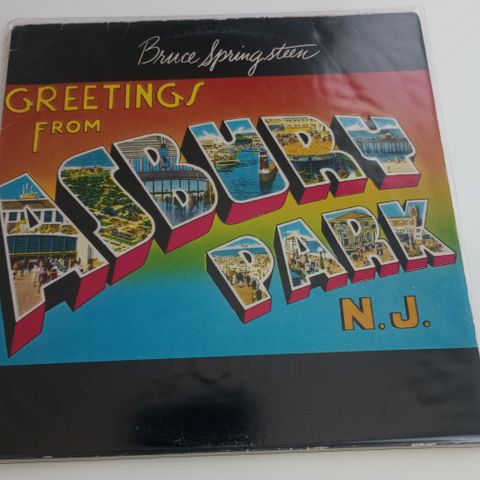 Bruce Springsteen
GREETINGS
FROM
ASBURY
PARK
N.J.